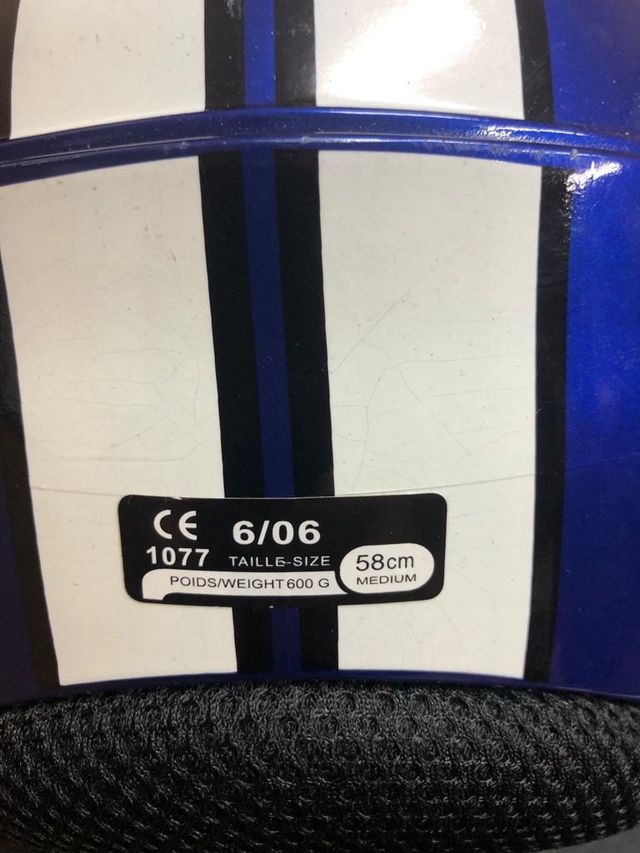 CE 6/06
1077 TAILLE-SIZE 58cm
POIDS/WEIGHT 600 G MEDIUM